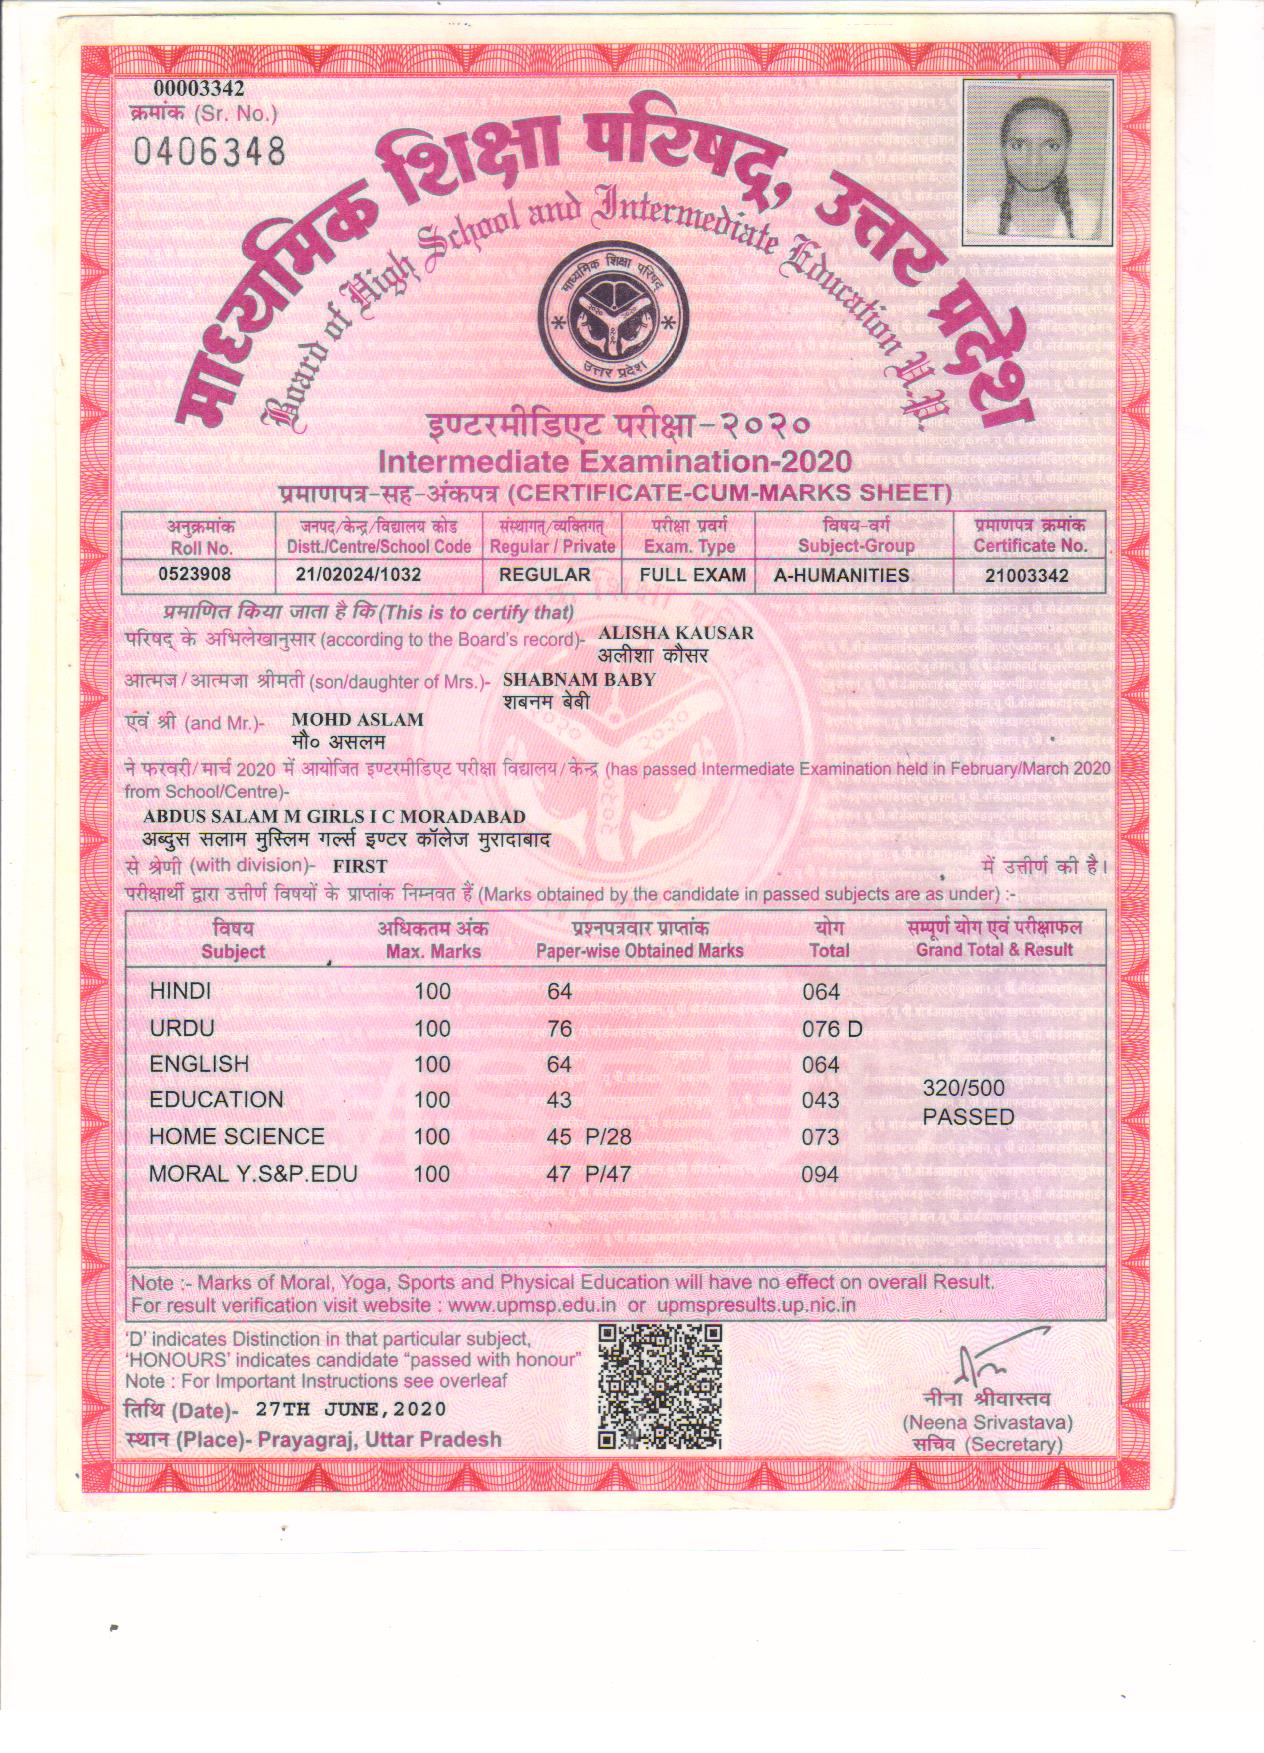 00003342
क्रमांक (Sr. No.)
0406348
माध्यमिक शिक्षा परिषद्, उत्तर प्रदेश
Board of High School and Intermediate Education U.P.
माध्यमिक शिक्षा परिषद्
उत्तर प्रदेश
इण्टरमीडिएट परीक्षा-२०२०
Intermediate Examination-2020
प्रमाणपत्र-सह-अंकपत्र (CERTIFICATE-CUM-MARKS SHEET)
अनुक्रमांक जनपद/केन्द्र/विद्यालय कोड संस्थागत्/व्यक्तिगत् परीक्षा प्रवर्ग विषय-वर्ग प्रमाणपत्र क्रमांक
Roll No. Distt./Centre/School Code Regular / Private Exam. Type Subject-Group Certificate No.
0523908 21/02024/1032 REGULAR FULL EXAM A-HUMANITIES 21003342
प्रमाणित किया जाता है कि (This is to certify that)
परिषद् के अभिलेखानुसार (according to the Board's record)- ALISHA KAUSAR
अलीशा कौसर
आत्मज/आत्मजा श्रीमती (son/daughter of Mrs.)- SHABNAM BABY
शबनम बेबी
एवं श्री (and Mr.)- MOHD ASLAM
मौ० असलम
ने फरवरी/मार्च 2020 में आयोजित इण्टरमीडिएट परीक्षा विद्यालय/केन्द्र (has passed Intermediate Examination held in February/March 2020
from School/Centre)-
ABDUS SALAM M GIRLS I C MORADABAD
अब्दुस सलाम मुस्लिम गर्ल्स इण्टर कॉलेज मुरादाबाद
से श्रेणी (with division)- FIRST में उत्तीर्ण की है।
परीक्षार्थी द्वारा उत्तीर्ण विषयों के प्राप्तांक निम्नवत हैं (Marks obtained by the candidate in passed subjects are as under) :-
विषय अधिकतम अंक प्रश्नपत्रवार प्राप्तांक योग सम्पूर्ण योग एवं परीक्षाफल
Subject Max. Marks Paper-wise Obtained Marks Total Grand Total & Result
HINDI 100 64 064
URDU 100 76 076 D
ENGLISH 100 64 064
320/500
EDUCATION 100 43 043
PASSED
HOME SCIENCE 100 45 P/28 073
MORAL Y.S&P.EDU 100 47 P/47 094
Note :- Marks of Moral, Yoga, Sports and Physical Education will have no effect on overall Result.
For result verification visit website : www.upmsp.edu.in or upmspresults.up.nic.in
'D' indicates Distinction in that particular subject,
'HONOURS' indicates candidate "passed with honour"
Note : For Important Instructions see overleaf
तिथि (Date)- 27TH JUNE,2020
स्थान (Place)- Prayagraj, Uttar Pradesh
नीना श्रीवास्तव
(Neena Srivastava)
सचिव (Secretary)